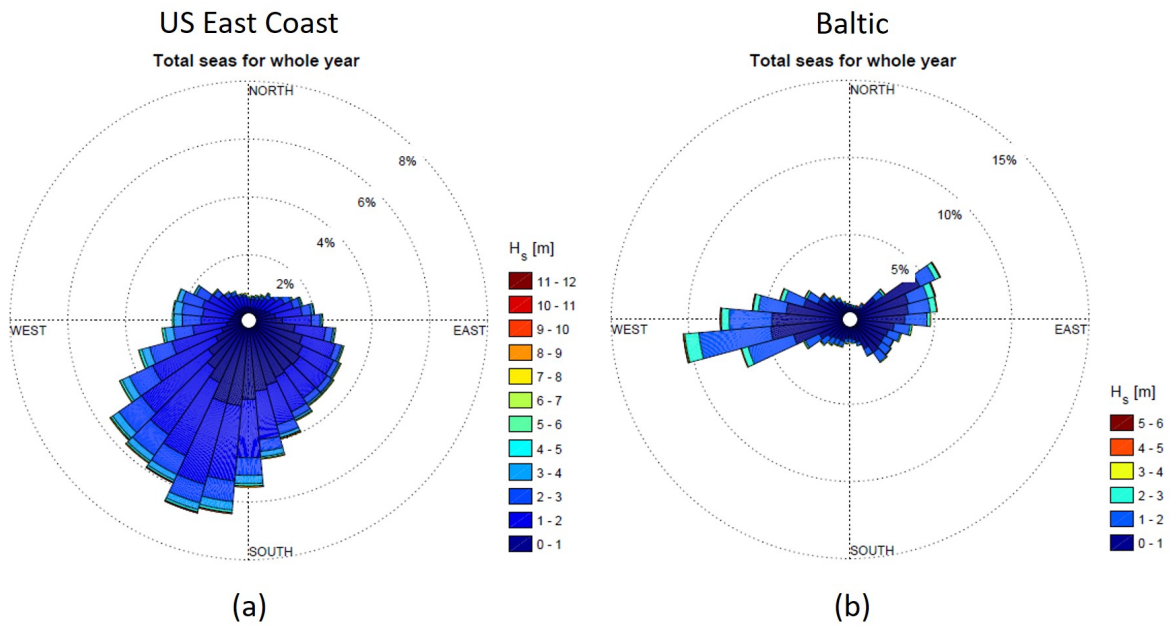 US East Coast
Total seas for whole year
NORTH
8%
6%
4%
2%
WEST
EAST
SOUTH
Hs [m]
11 - 12
10 - 11
9 - 10
8 - 9
7 - 8
6 - 7
5 - 6
4 - 5
3 - 4
2 - 3
1 - 2
0 - 1
(a)
Baltic
Total seas for whole year
NORTH
15%
10%
5%
WEST
EAST
SOUTH
Hs [m]
5 - 6
4 - 5
3 - 4
2 - 3
1 - 2
0 - 1
(b)